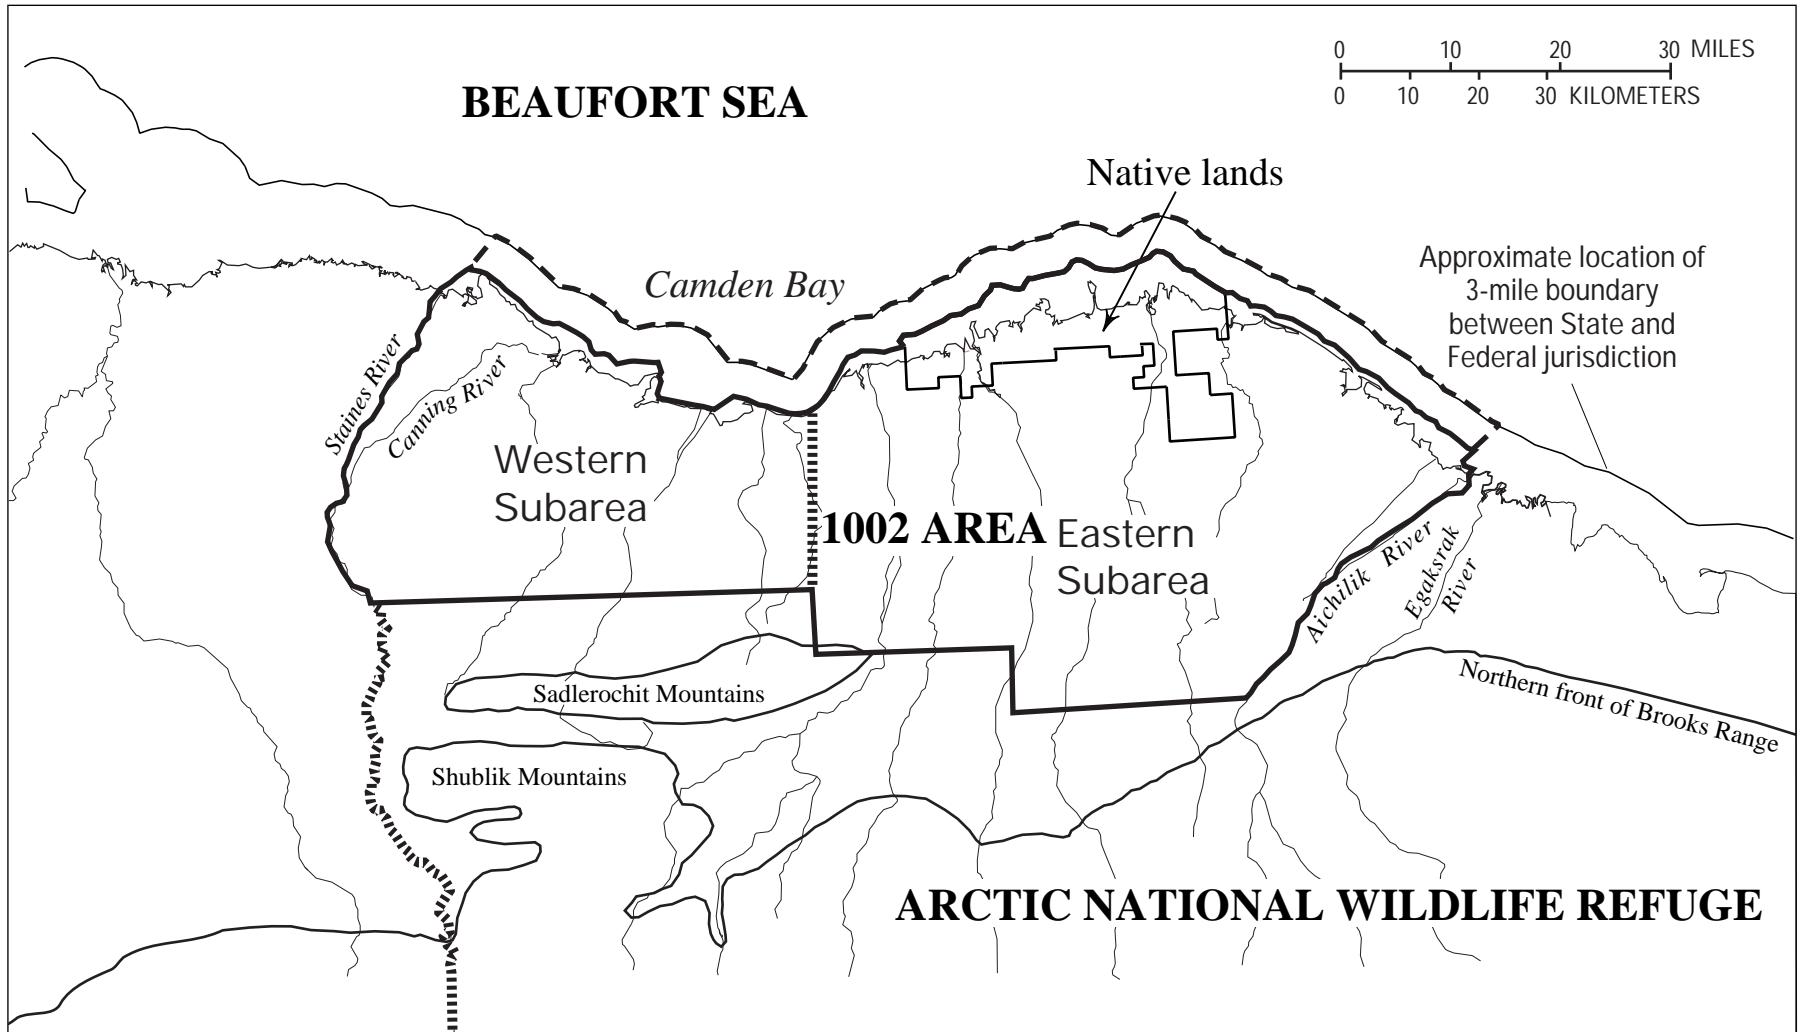 0 10 20 30 MILES
0 10 20 30 KILOMETERS
BEAUFORT SEA
Native lands
Approximate location of
3-mile boundary
between State and
Federal jurisdiction
Camden Bay
Staines River
Canning River
Western
Subarea
1002 AREA
Eastern
Subarea
Aichilik River
Egaksrak
River
Sadlerochit Mountains
Northern front of Brooks Range
Shublik Mountains
ARCTIC NATIONAL WILDLIFE REFUGE